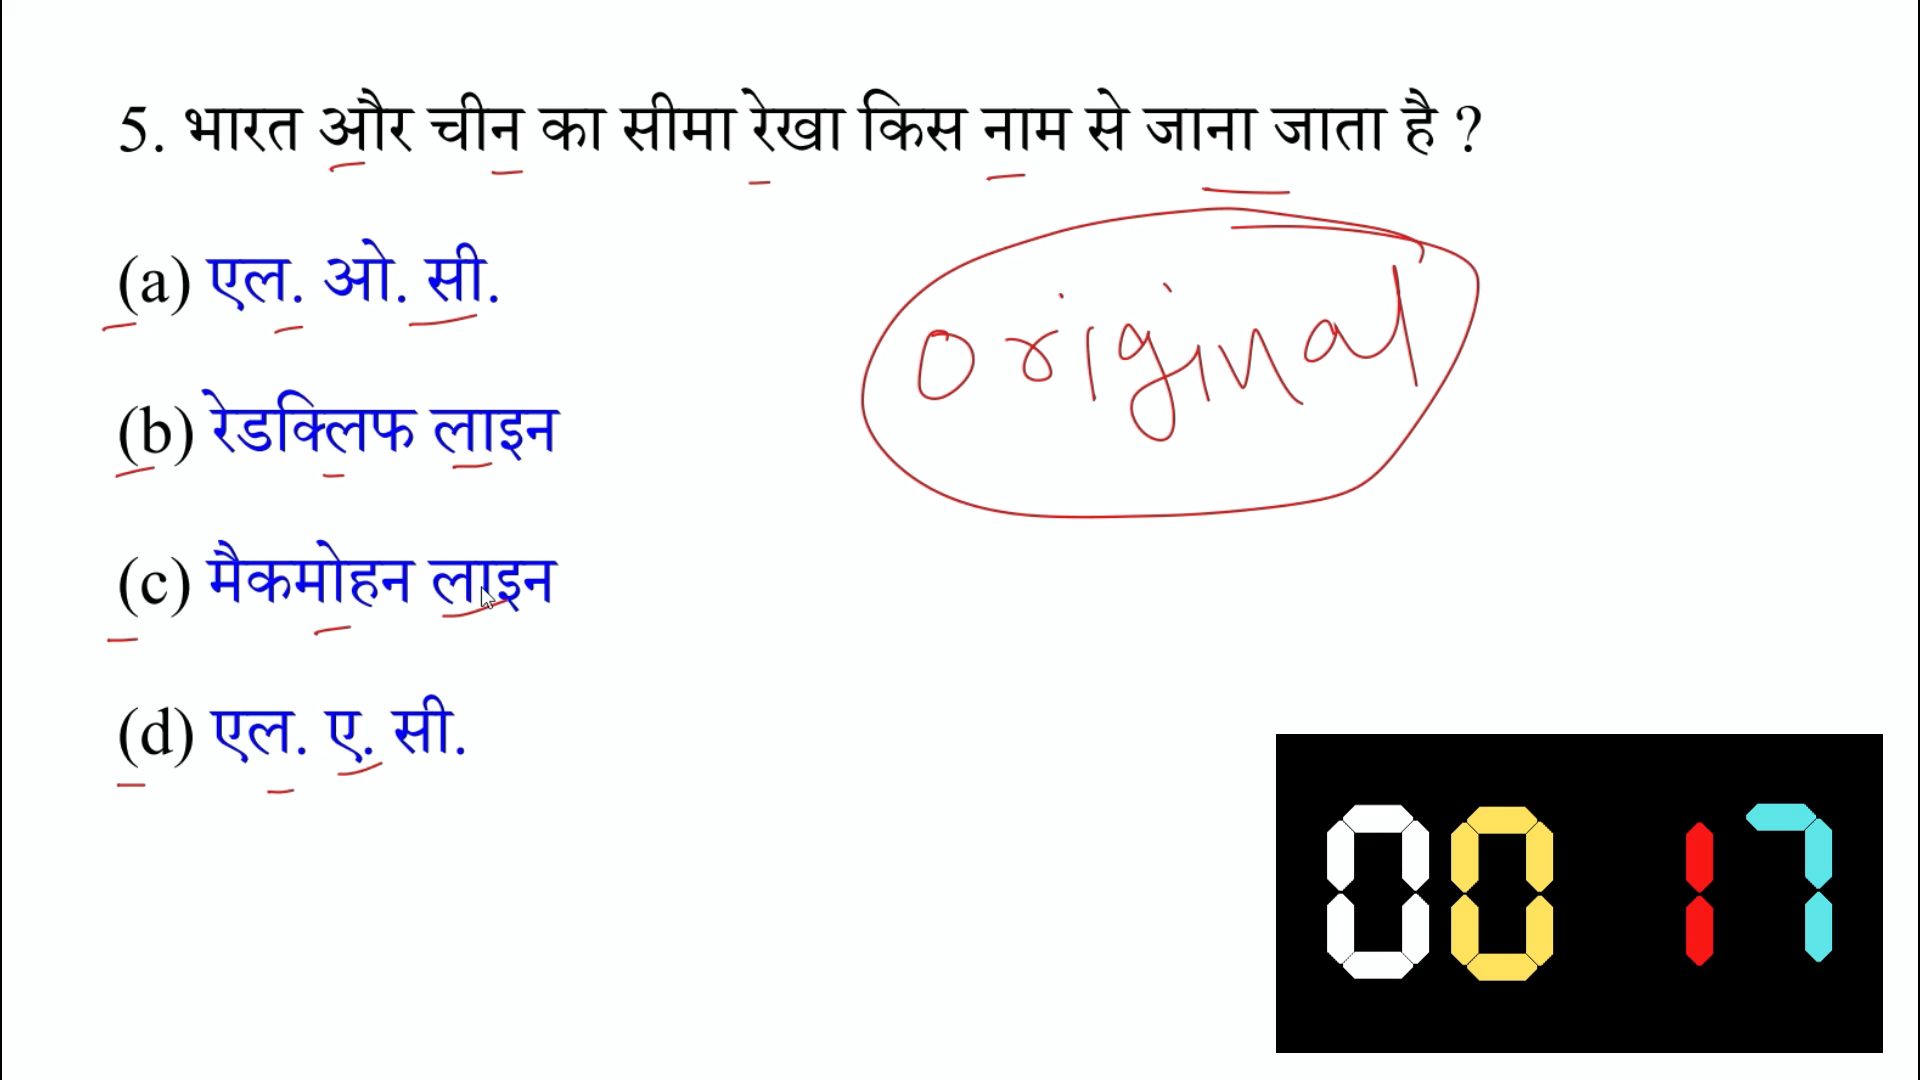 5. भारत और चीन का सीमा रेखा किस नाम से जाना जाता है ?
(a) एल. ओ. सी.
original
(b) रेडक्लिफ लाइन
(c) मैकमोहन लाइन
(d) एल. ए. सी.
00 17